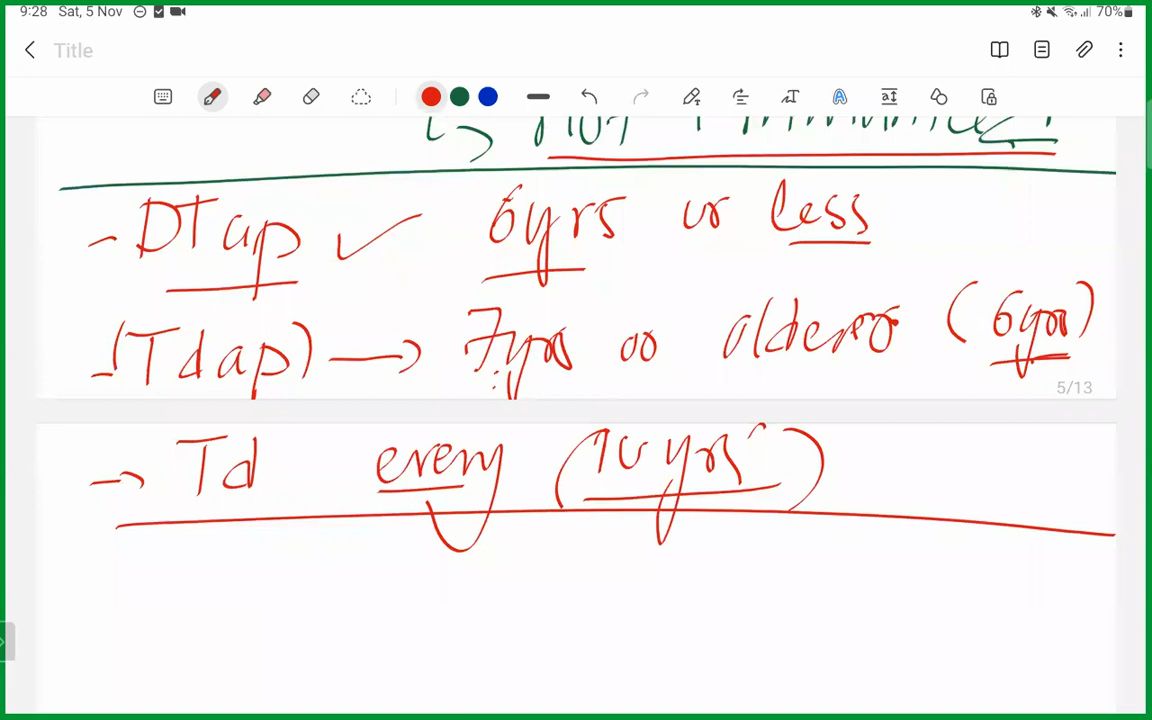 9:28 Sat, 5 Nov 70%
Title
Not
- DTap ✓ 6yrs or less
- (Tdap) → 7yrs or (6yrs)
5/13
→ Td every (10 yrs)